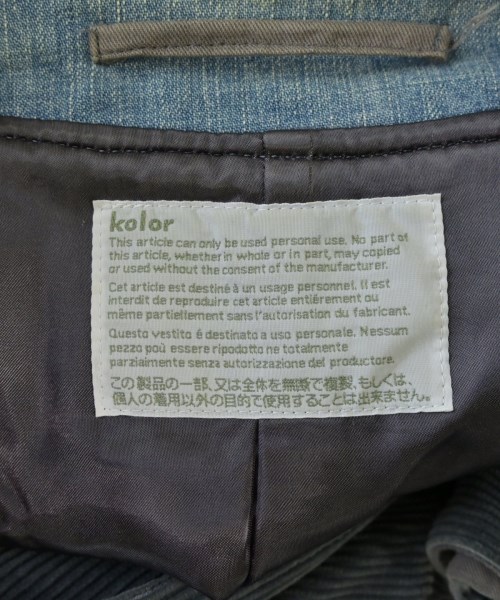 kolor
This article can only be used personal use. No part of
this article, whether in whole or in part, may copied
or used without the consent of the manufacturer.
Cet article est destiné à un usage personnel. Il est
interdit de reproduire cet article entiérement ou
même partiellement sans l'autorisation du fabricant.
Questo vestito é destinato a uso personale. Nessum
pezzo può essere ripodotto ne totalmente
parzialmente senza autorizzazione del produttore.
この製品の一部、又は全体を無断で複製、もしくは、
個人の着用以外の目的で使用することは出来ません。